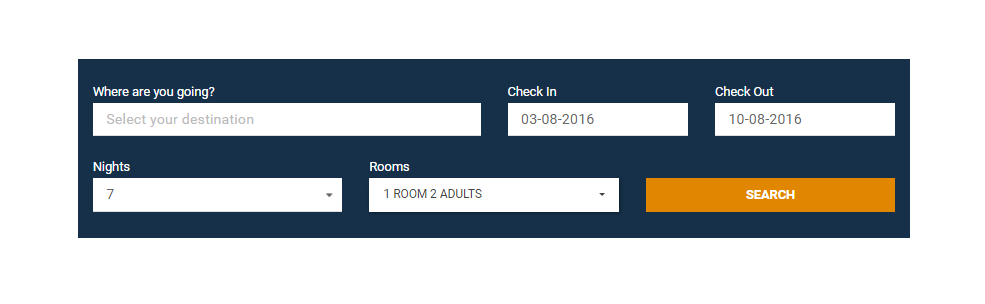 Where are you going?
Check In
Check Out
Select your destination
03-08-2016
10-08-2016
Nights
Rooms
7
1 ROOM 2 ADULTS
SEARCH